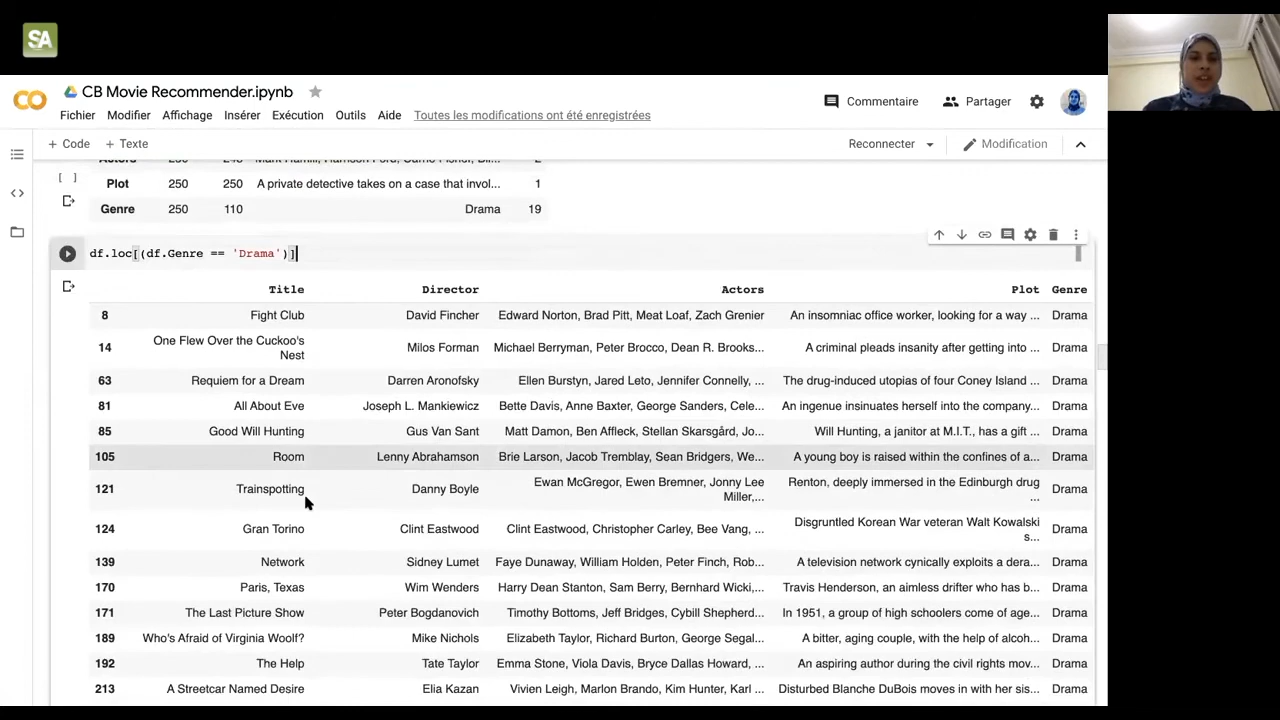 SA
CB Movie Recommender.ipynb
Commentaire Partager
Fichier Modifier Affichage Insérer Exécution Outils Aide Toutes les modifications ont été enregistrées
+ Code + Texte Reconnecter Modification
Actors 250 248 Mark Hamill, Harrison Ford, Carrie Fisher, Bil... 2
[ ] Plot 250 250 A private detective takes on a case that invol... 1
Genre 250 110 Drama 19
df.loc[(df.Genre == 'Drama')]
Title Director Actors Plot Genre
8 Fight Club David Fincher Edward Norton, Brad Pitt, Meat Loaf, Zach Grenier An insomniac office worker, looking for a way ... Drama
14 One Flew Over the Cuckoo's Milos Forman Michael Berryman, Peter Brocco, Dean R. Brooks... A criminal pleads insanity after getting into ... Drama
Nest
63 Requiem for a Dream Darren Aronofsky Ellen Burstyn, Jared Leto, Jennifer Connelly, ... The drug-induced utopias of four Coney Island ... Drama
81 All About Eve Joseph L. Mankiewicz Bette Davis, Anne Baxter, George Sanders, Cele... An ingenue insinuates herself into the company... Drama
85 Good Will Hunting Gus Van Sant Matt Damon, Ben Affleck, Stellan Skarsgård, Jo... Will Hunting, a janitor at M.I.T., has a gift ... Drama
105 Room Lenny Abrahamson Brie Larson, Jacob Tremblay, Sean Bridgers, We... A young boy is raised within the confines of a... Drama
121 Trainspotting Danny Boyle Ewan McGregor, Ewen Bremner, Jonny Lee Miller,... Renton, deeply immersed in the Edinburgh drug ... Drama
124 Gran Torino Clint Eastwood Clint Eastwood, Christopher Carley, Bee Vang, ... Disgruntled Korean War veteran Walt Kowalski s... Drama
139 Network Sidney Lumet Faye Dunaway, William Holden, Peter Finch, Rob... A television network cynically exploits a dera... Drama
170 Paris, Texas Wim Wenders Harry Dean Stanton, Sam Berry, Bernhard Wicki,... Travis Henderson, an aimless drifter who has b... Drama
171 The Last Picture Show Peter Bogdanovich Timothy Bottoms, Jeff Bridges, Cybill Shepherd... In 1951, a group of high schoolers come of age... Drama
189 Who's Afraid of Virginia Woolf? Mike Nichols Elizabeth Taylor, Richard Burton, George Segal... A bitter, aging couple, with the help of alcoh... Drama
192 The Help Tate Taylor Emma Stone, Viola Davis, Bryce Dallas Howard, ... An aspiring author during the civil rights mov... Drama
213 A Streetcar Named Desire Elia Kazan Vivien Leigh, Marlon Brando, Kim Hunter, Karl ... Disturbed Blanche DuBois moves in with her sis... Drama